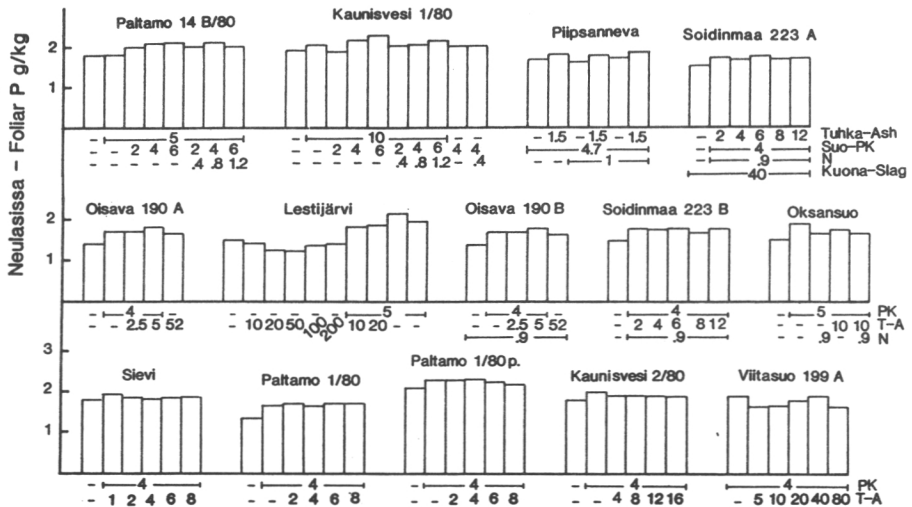 Neulasissa – Foliar P g/kg
Paltamo 14 B/80 Kaunisvesi 1/80 Piipsanneva Soidinmaa 223 A
2
1
– 5 – 10 – 1.5 – 1.5 – 1.5 – 2 4 6 8 12 Tuhka-Ash
– – 2 4 6 2 4 6 – – 2 4 6 2 4 6 4 4 4.7 – 4 Suo-PK
– – – – – .4 .8 1.2 – – – – – .4 .8 1.2 – .4 – – 1 – .9 N
40 Kuona-Slag
Oisava 190 A Lestijärvi Oisava 190 B Soidinmaa 223 B Oksansuo
2
1
– 4 – – 5 – 4 – – 4 – 5 PK
– – 2.5 5 52 – 10 20 50 100 200 10 20 – – – – 2.5 5 52 – 2 4 6 8 12 – – – 10 10 T-A
.9 – .9 – – .9 – .9 N
3
Sievi Paltamo 1/80 Paltamo 1/80 p. Kaunisvesi 2/80 Viitasuo 199 A
2
1
– 4 – 4 – 4 – 4 4 PK
– 1 2 4 6 8 – – 2 4 6 8 – – 2 4 6 8 – – 4 8 12 16 – 5 10 20 40 80 T-A